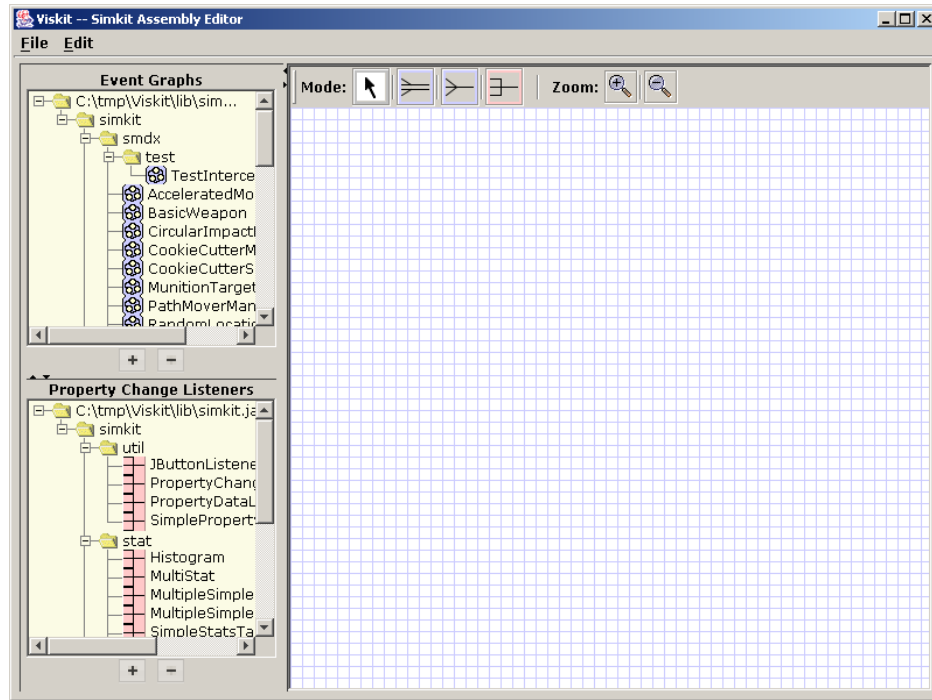 Viskit -- Simkit Assembly Editor
File Edit
Event Graphs
C:\tmp\Viskit\lib\sim...
simkit
smdx
test
TestInterce
AcceleratedMo
BasicWeapon
CircularImpact
CookieCutterM
CookieCutterS
MunitionTarget
PathMoverMan
RandomLocatio
+ −
Property Change Listeners
C:\tmp\Viskit\lib\simkit.ja
simkit
util
JButtonListene
PropertyChang
PropertyDataL
SimplePropert
stat
Histogram
MultiStat
MultipleSimple
MultipleSimple
SimpleStatsTa
+ −
Mode: Zoom: